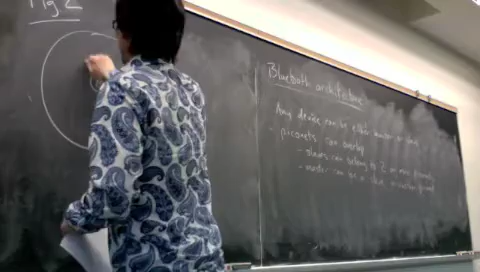 Fig 2
Bluetooth architecture
Any device can be either master or slave
- piconets can overlap
- slaves can belong to 2 or more piconets
- master can be a slave in another piconet